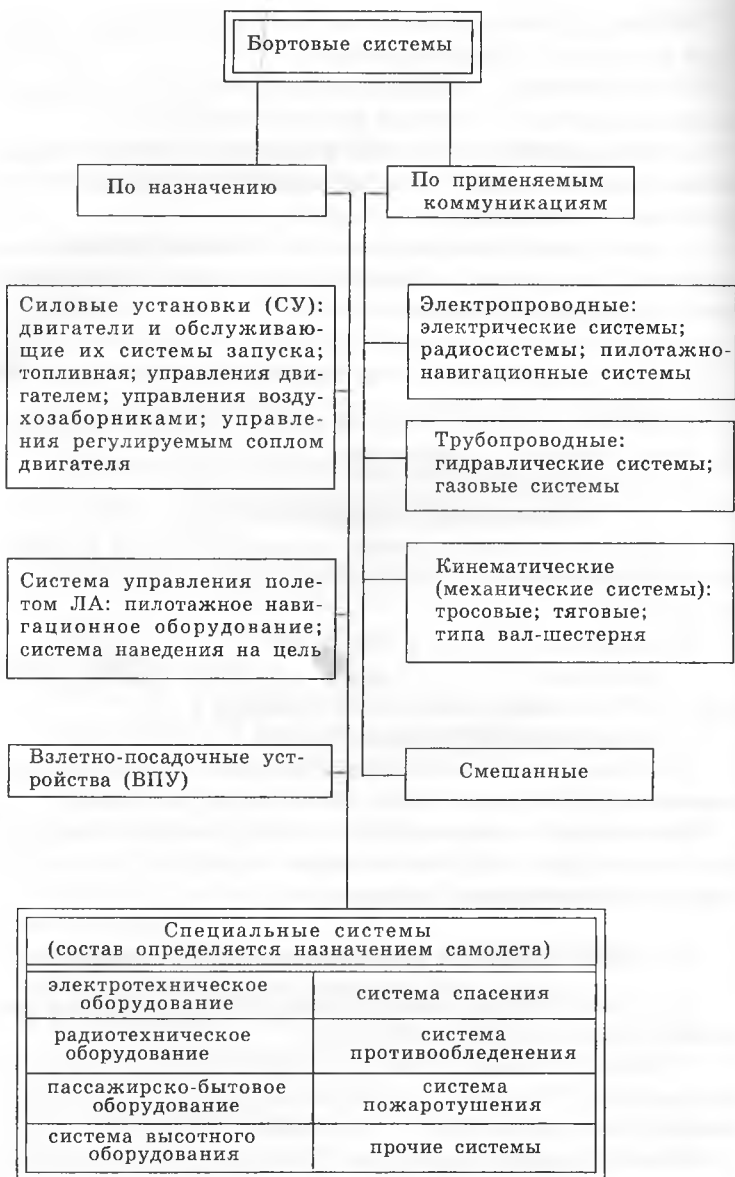 Бортовые системы
По назначению
По применяемым
коммуникациям
Силовые установки (СУ):
двигатели и обслуживаю-
щие их системы запуска;
топливная; управления дви-
гателем; управления возду-
хозаборниками; управле-
ния регулируемым соплом
двигателя
Электропроводные:
электрические системы;
радиосистемы; пилотажно-
навигационные системы
Трубопроводные:
гидравлические системы;
газовые системы
Система управления поле-
том ЛА: пилотажное нави-
гационное оборудование;
система наведения на цель
Кинематические
(механические системы):
тросовые; тяговые;
типа вал-шестерня
Взлетно-посадочные уст-
ройства (ВПУ)
Смешанные
Специальные системы
(состав определяется назначением самолета)
электротехническое
оборудование
система спасения
радиотехническое
оборудование
система
противообледенения
пассажирско-бытовое
оборудование
система
пожаротушения
система высотного
оборудования
прочие системы